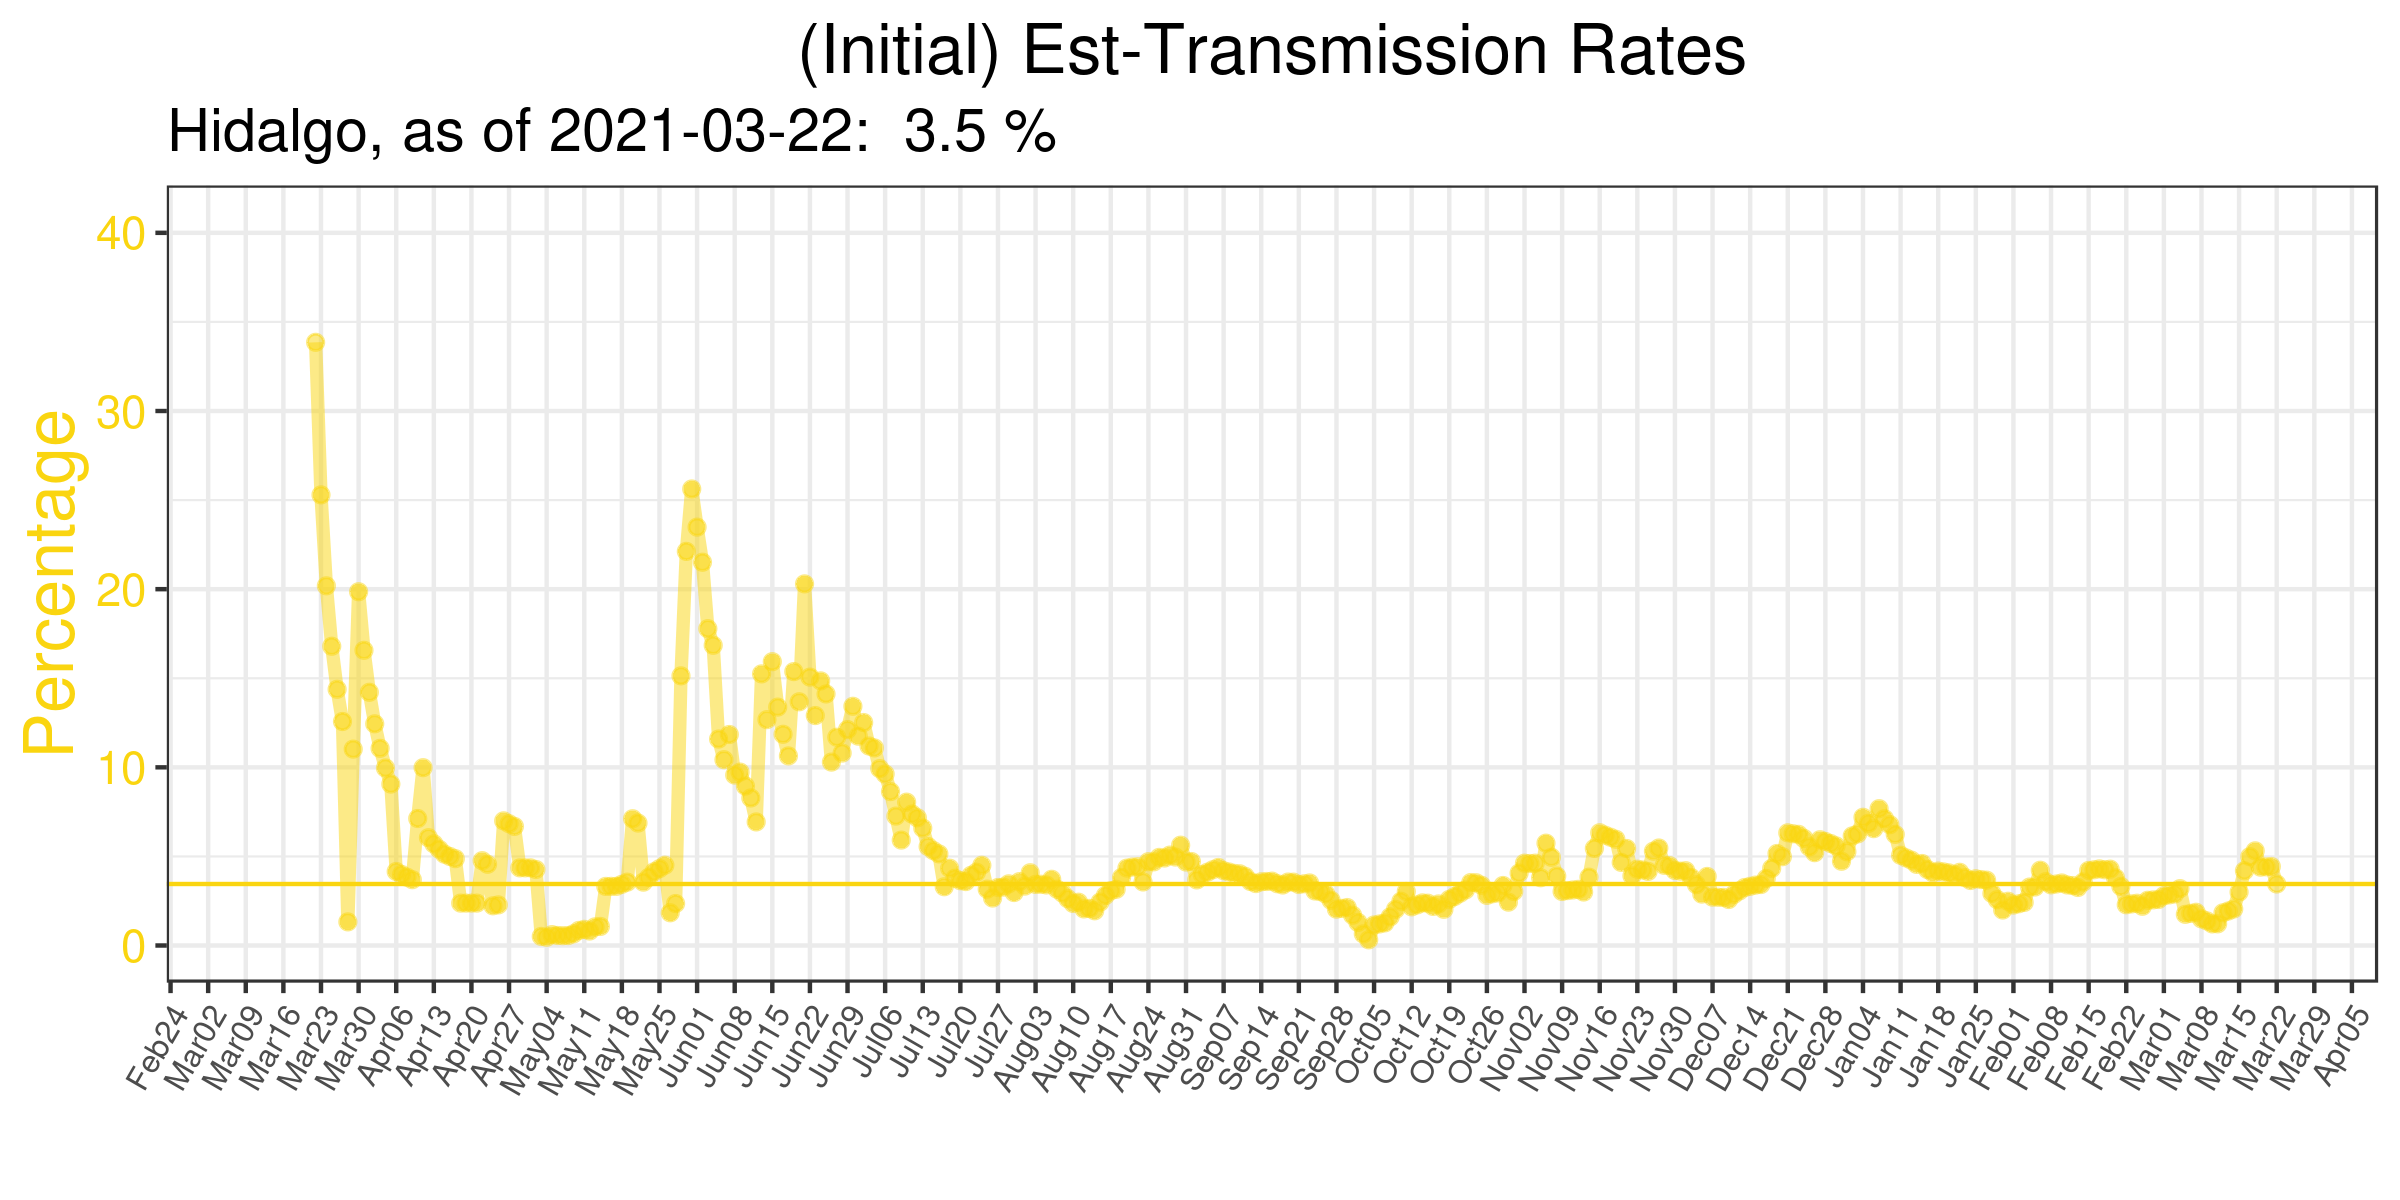 (Initial) Est-Transmission Rates
Hidalgo, as of 2021-03-22:  3.5 %
Percentage
40
30
20
10
0
Feb24 Mar02 Mar09 Mar16 Mar23 Mar30 Apr06 Apr13 Apr20 Apr27 May04 May11 May18 May25 Jun01 Jun08 Jun15 Jun22 Jun29 Jul06 Jul13 Jul20 Jul27 Aug03 Aug10 Aug17 Aug24 Aug31 Sep07 Sep14 Sep21 Sep28 Oct05 Oct12 Oct19 Oct26 Nov02 Nov09 Nov16 Nov23 Nov30 Dec07 Dec14 Dec21 Dec28 Jan04 Jan11 Jan18 Jan25 Feb01 Feb08 Feb15 Feb22 Mar01 Mar08 Mar15 Mar22 Mar29 Apr05